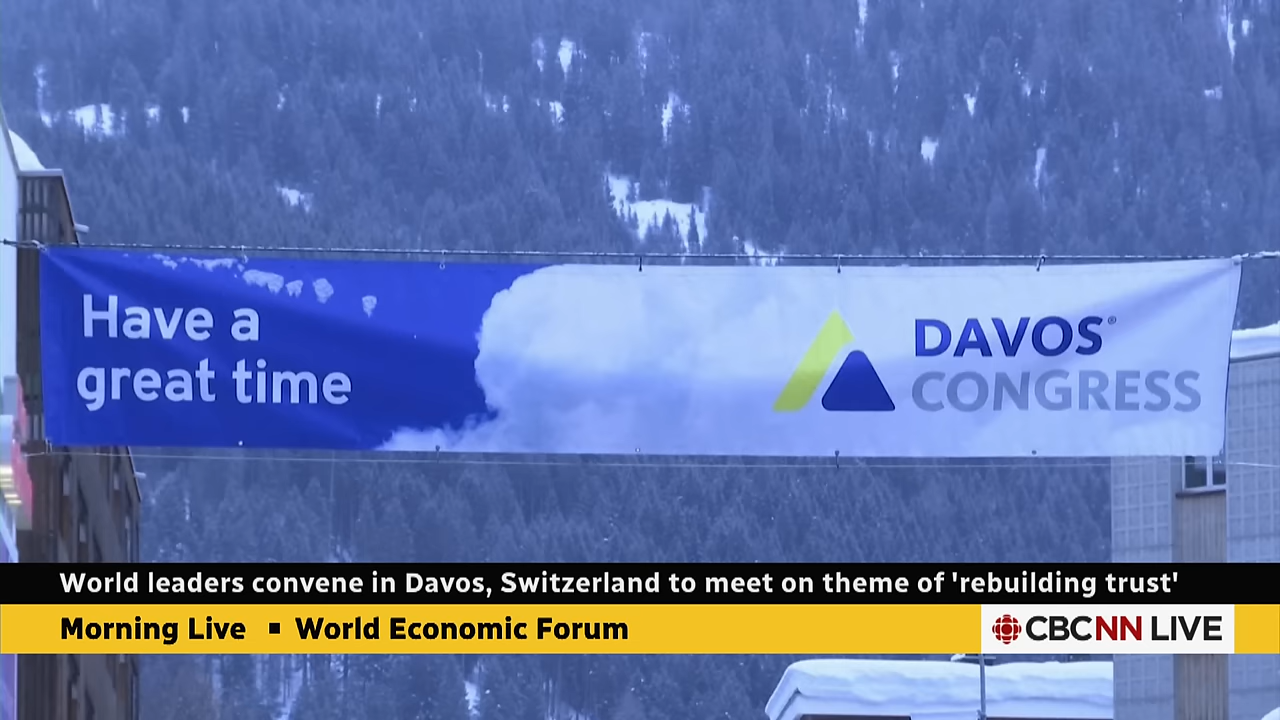 Have a
great time
DAVOS®
CONGRESS
World leaders convene in Davos, Switzerland to meet on theme of 'rebuilding trust'
Morning Live ▪ World Economic Forum
CBCNN LIVE